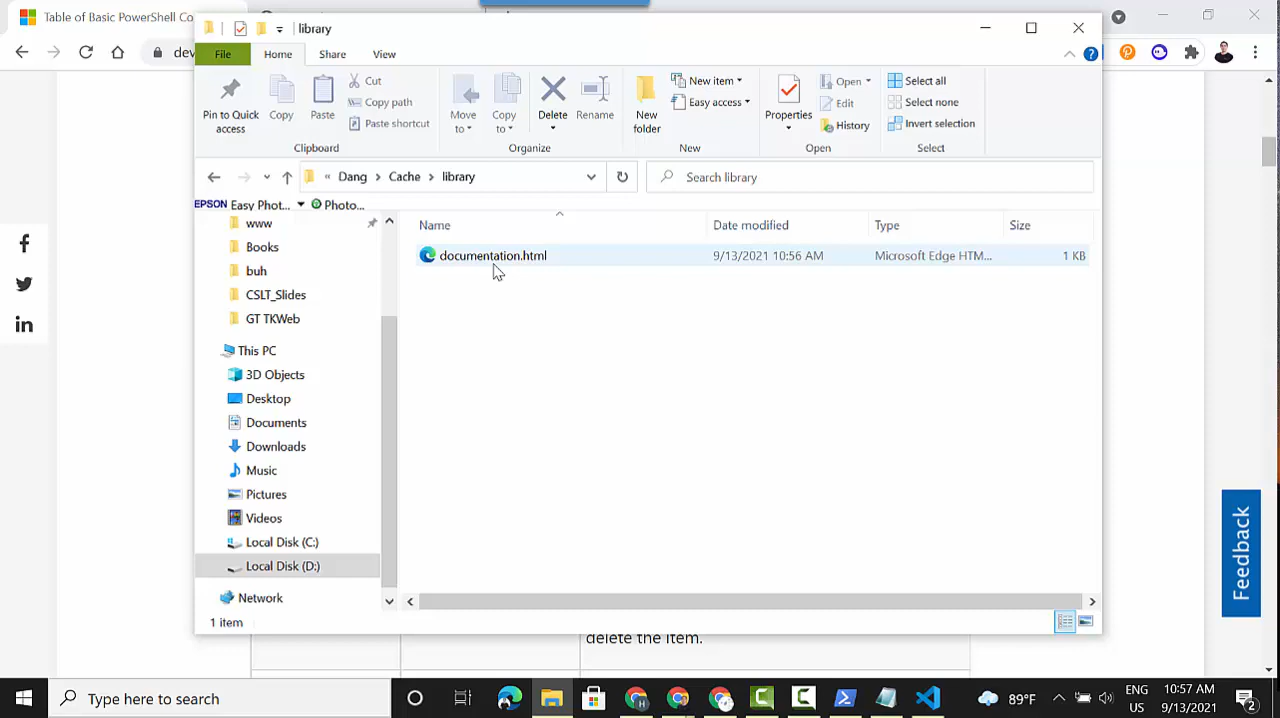 Table of Basic PowerShell Co
dev
library
File
Home
Share
View
Pin to Quick access
Copy
Paste
Cut
Copy path
Paste shortcut
Clipboard
Move to
Copy to
Delete
Rename
Organize
New folder
New item
Easy access
New
Properties
Open
Edit
History
Open
Select all
Select none
Invert selection
Select
« Dang > Cache > library
Search library
EPSON Easy Phot...
Photo...
www
Books
buh
CSLT_Slides
GT TKWeb
This PC
3D Objects
Desktop
Documents
Downloads
Music
Pictures
Videos
Local Disk (C:)
Local Disk (D:)
Network
Name
Date modified
Type
Size
documentation.html
9/13/2021 10:56 AM
Microsoft Edge HTM...
1 KB
1 item
delete the item.
Feedback
Type here to search
89°F
ENG
US
10:57 AM
9/13/2021
2